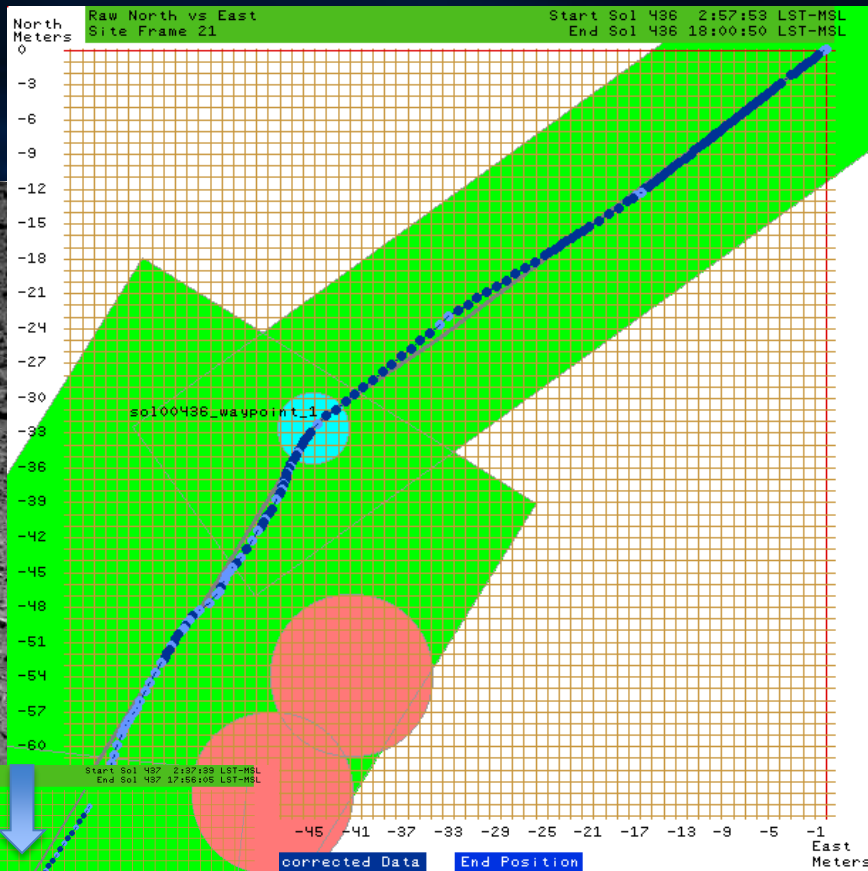 North
Meters
Raw North vs East
Site Frame 21
Start Sol 436 2:57:53 LST-MSL
End Sol 436 18:00:50 LST-MSL
0
-3
-6
-9
-12
-15
-18
-21
-24
-27
-30
-33
-36
-39
-42
-45
-48
-51
-54
-57
-60
sol00436_waypoint_1
Start Sol 437 2:37:39 LST-MSL
End Sol 437 17:56:05 LST-MSL
-45 -41 -37 -33 -29 -25 -21 -17 -13 -9 -5 -1
East
Meters
corrected Data End Position